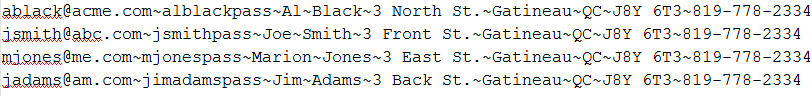 ablack@acme.com~alblackpass~Al~Black~3 North St.~Gatineau~QC~J8Y 6T3~819-778-2334
jsmith@abc.com~jsmithpass~Joe~Smith~3 Front St.~Gatineau~QC~J8Y 6T3~819-778-2334
mjones@me.com~mjonespass~Marion~Jones~3 East St.~Gatineau~QC~J8Y 6T3~819-778-2334
jadams@am.com~jimadamspass~Jim~Adams~3 Back St.~Gatineau~QC~J8Y 6T3~819-778-2334